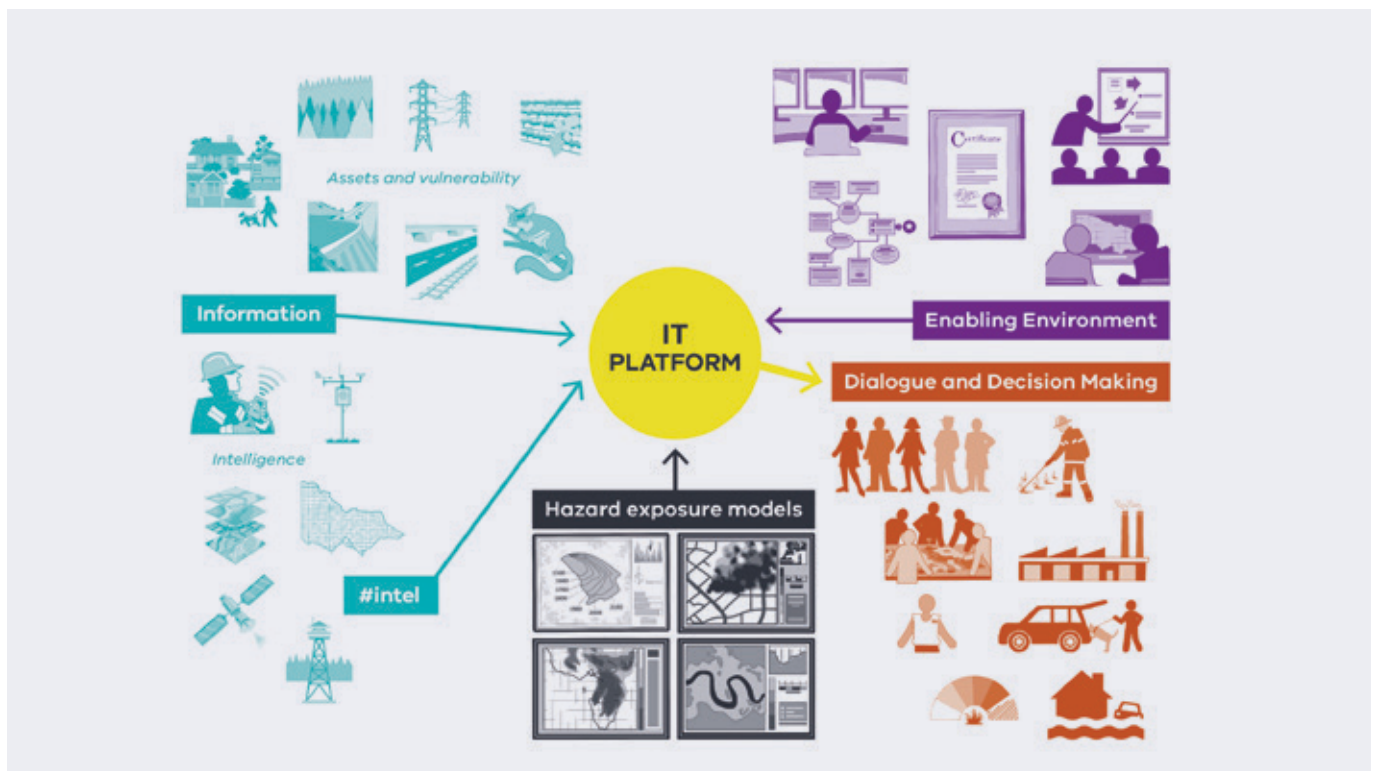 Assets and vulnerability
Certificate
Information
IT
PLATFORM
Enabling Environment
Dialogue and Decision Making
Intelligence
Hazard exposure models
#intel